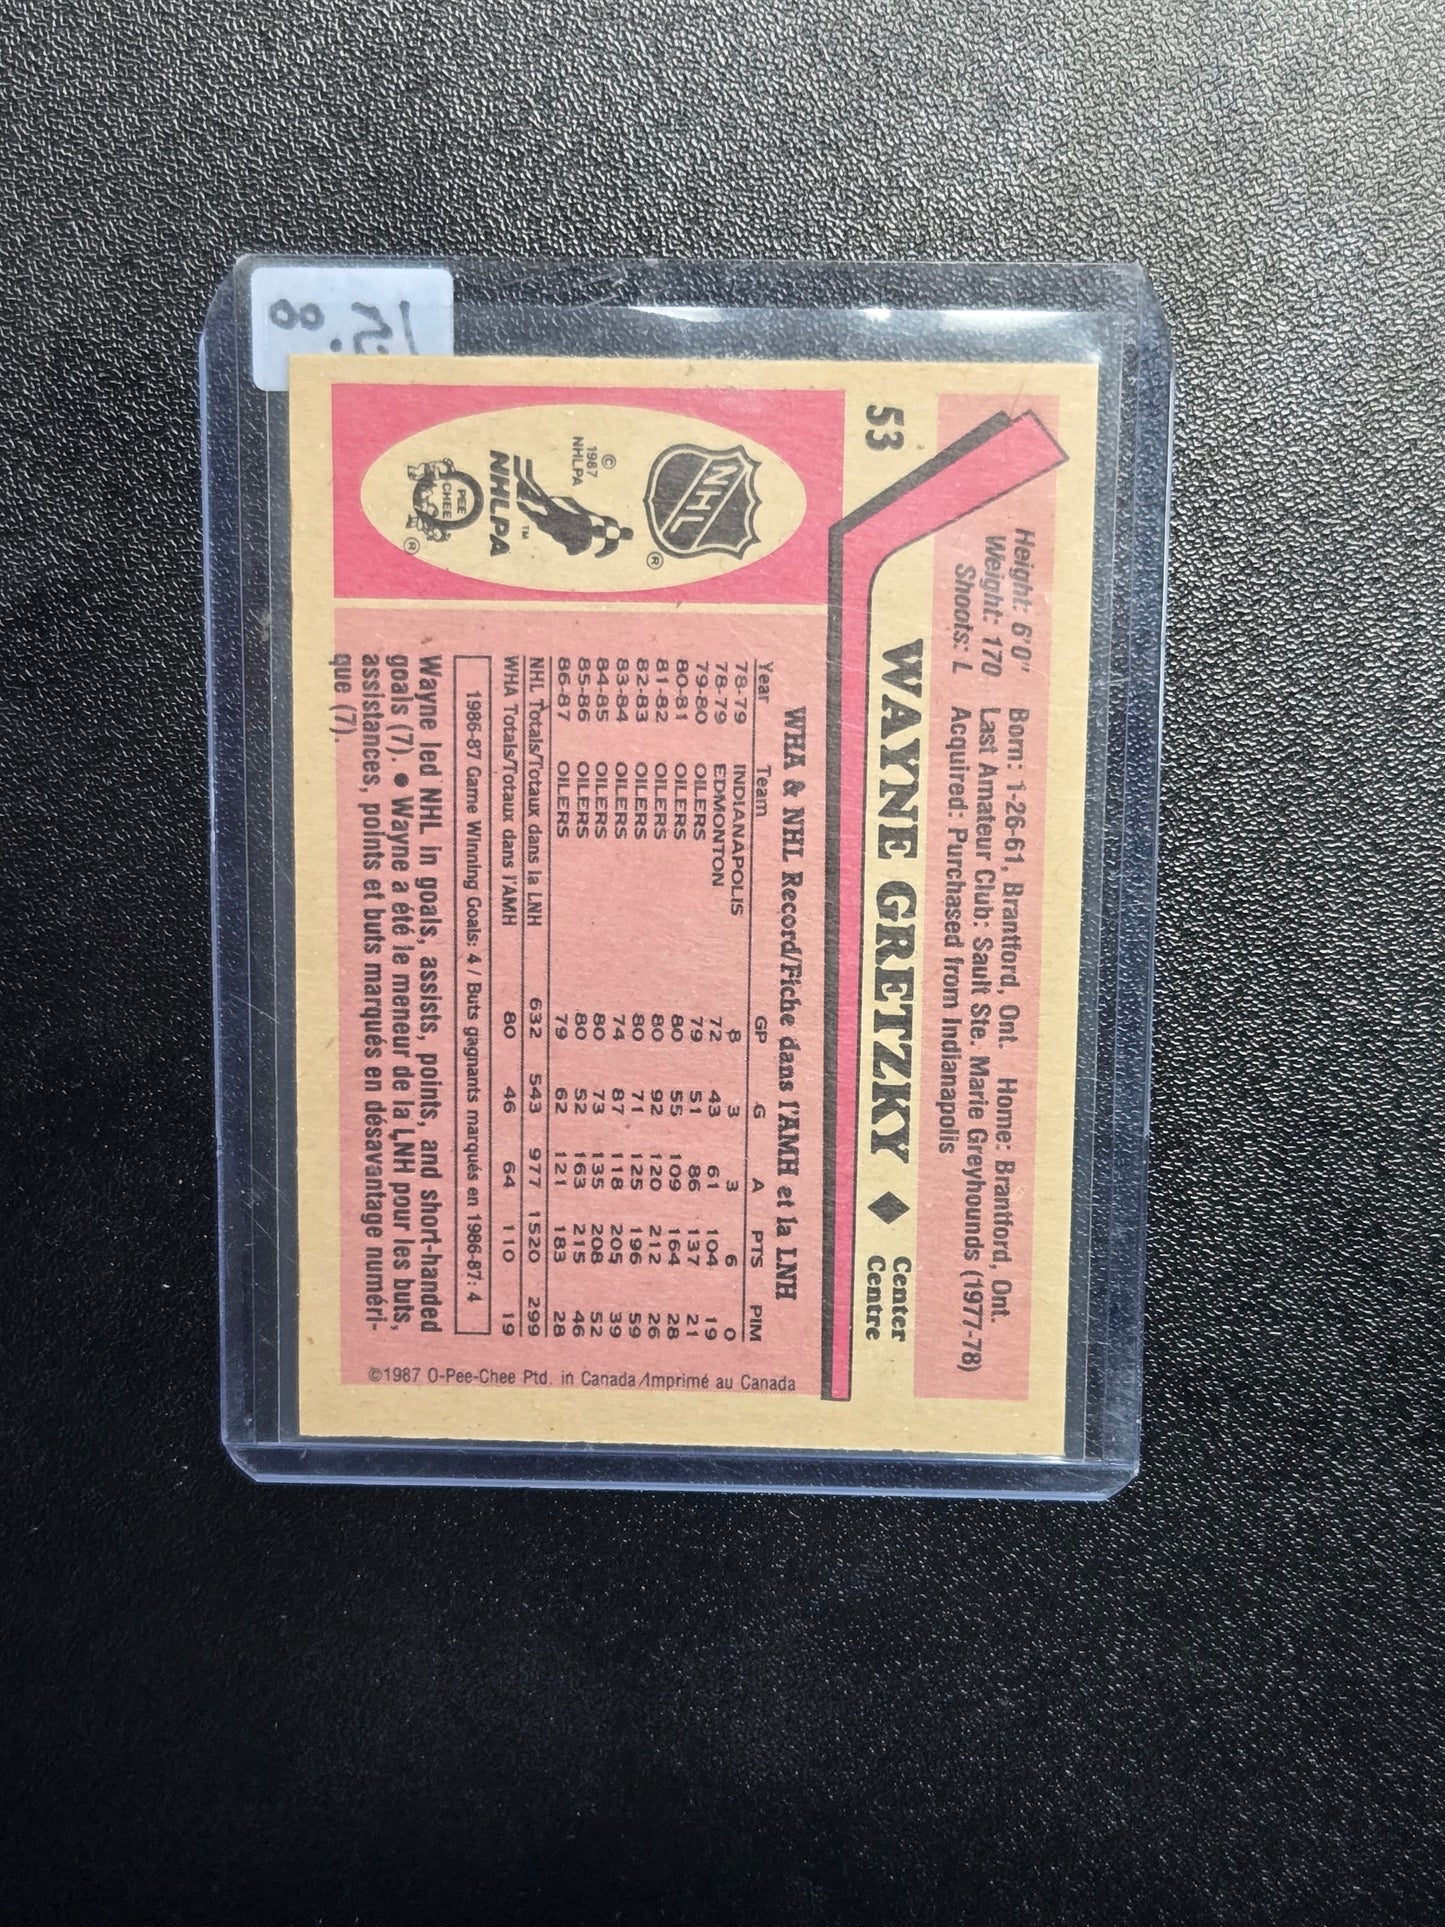 53
Height: 6'0"
Weight: 170
Shoots: L
Born: 1-26-61, Brantford, Ont. Home: Brantford, Ont.
Last Amateur Club: Sault Ste. Marie Greyhounds (1977-78)
Acquired: Purchased from Indianapolis
WAYNE GRETZKY ♦ Center
Centre
NHL
®
© 1987 NHLPA
NHLPA
TM
O PEE CHEE
®
WHA & NHL Record/Fiche dans l'AMH et la LNH
Year Team GP G A PTS PIM
78-79 INDIANAPOLIS 8 3 3 6 0
78-79 EDMONTON 72 43 61 104 19
79-80 OILERS 79 51 86 137 21
80-81 OILERS 80 55 109 164 28
81-82 OILERS 80 92 120 212 26
82-83 OILERS 80 71 125 196 59
83-84 OILERS 74 87 118 205 39
84-85 OILERS 80 73 135 208 52
85-86 OILERS 80 52 163 215 46
86-87 OILERS 79 62 121 183 28
NHL Totals/Totaux dans la LNH 632 543 977 1520 299
WHA Totals/Totaux dans l'AMH 80 46 64 110 19
1986-87 Game Winning Goals: 4 / Buts gagnants marqués en 1986-87: 4
Wayne led NHL in goals, assists, points, and short-handed
goals (7). ● Wayne a été le meneur de la LNH pour les buts,
assistances, points et buts marqués en désavantage numéri-
que (7).
©1987 O-Pee-Chee Ptd. in Canada/Imprimé au Canada